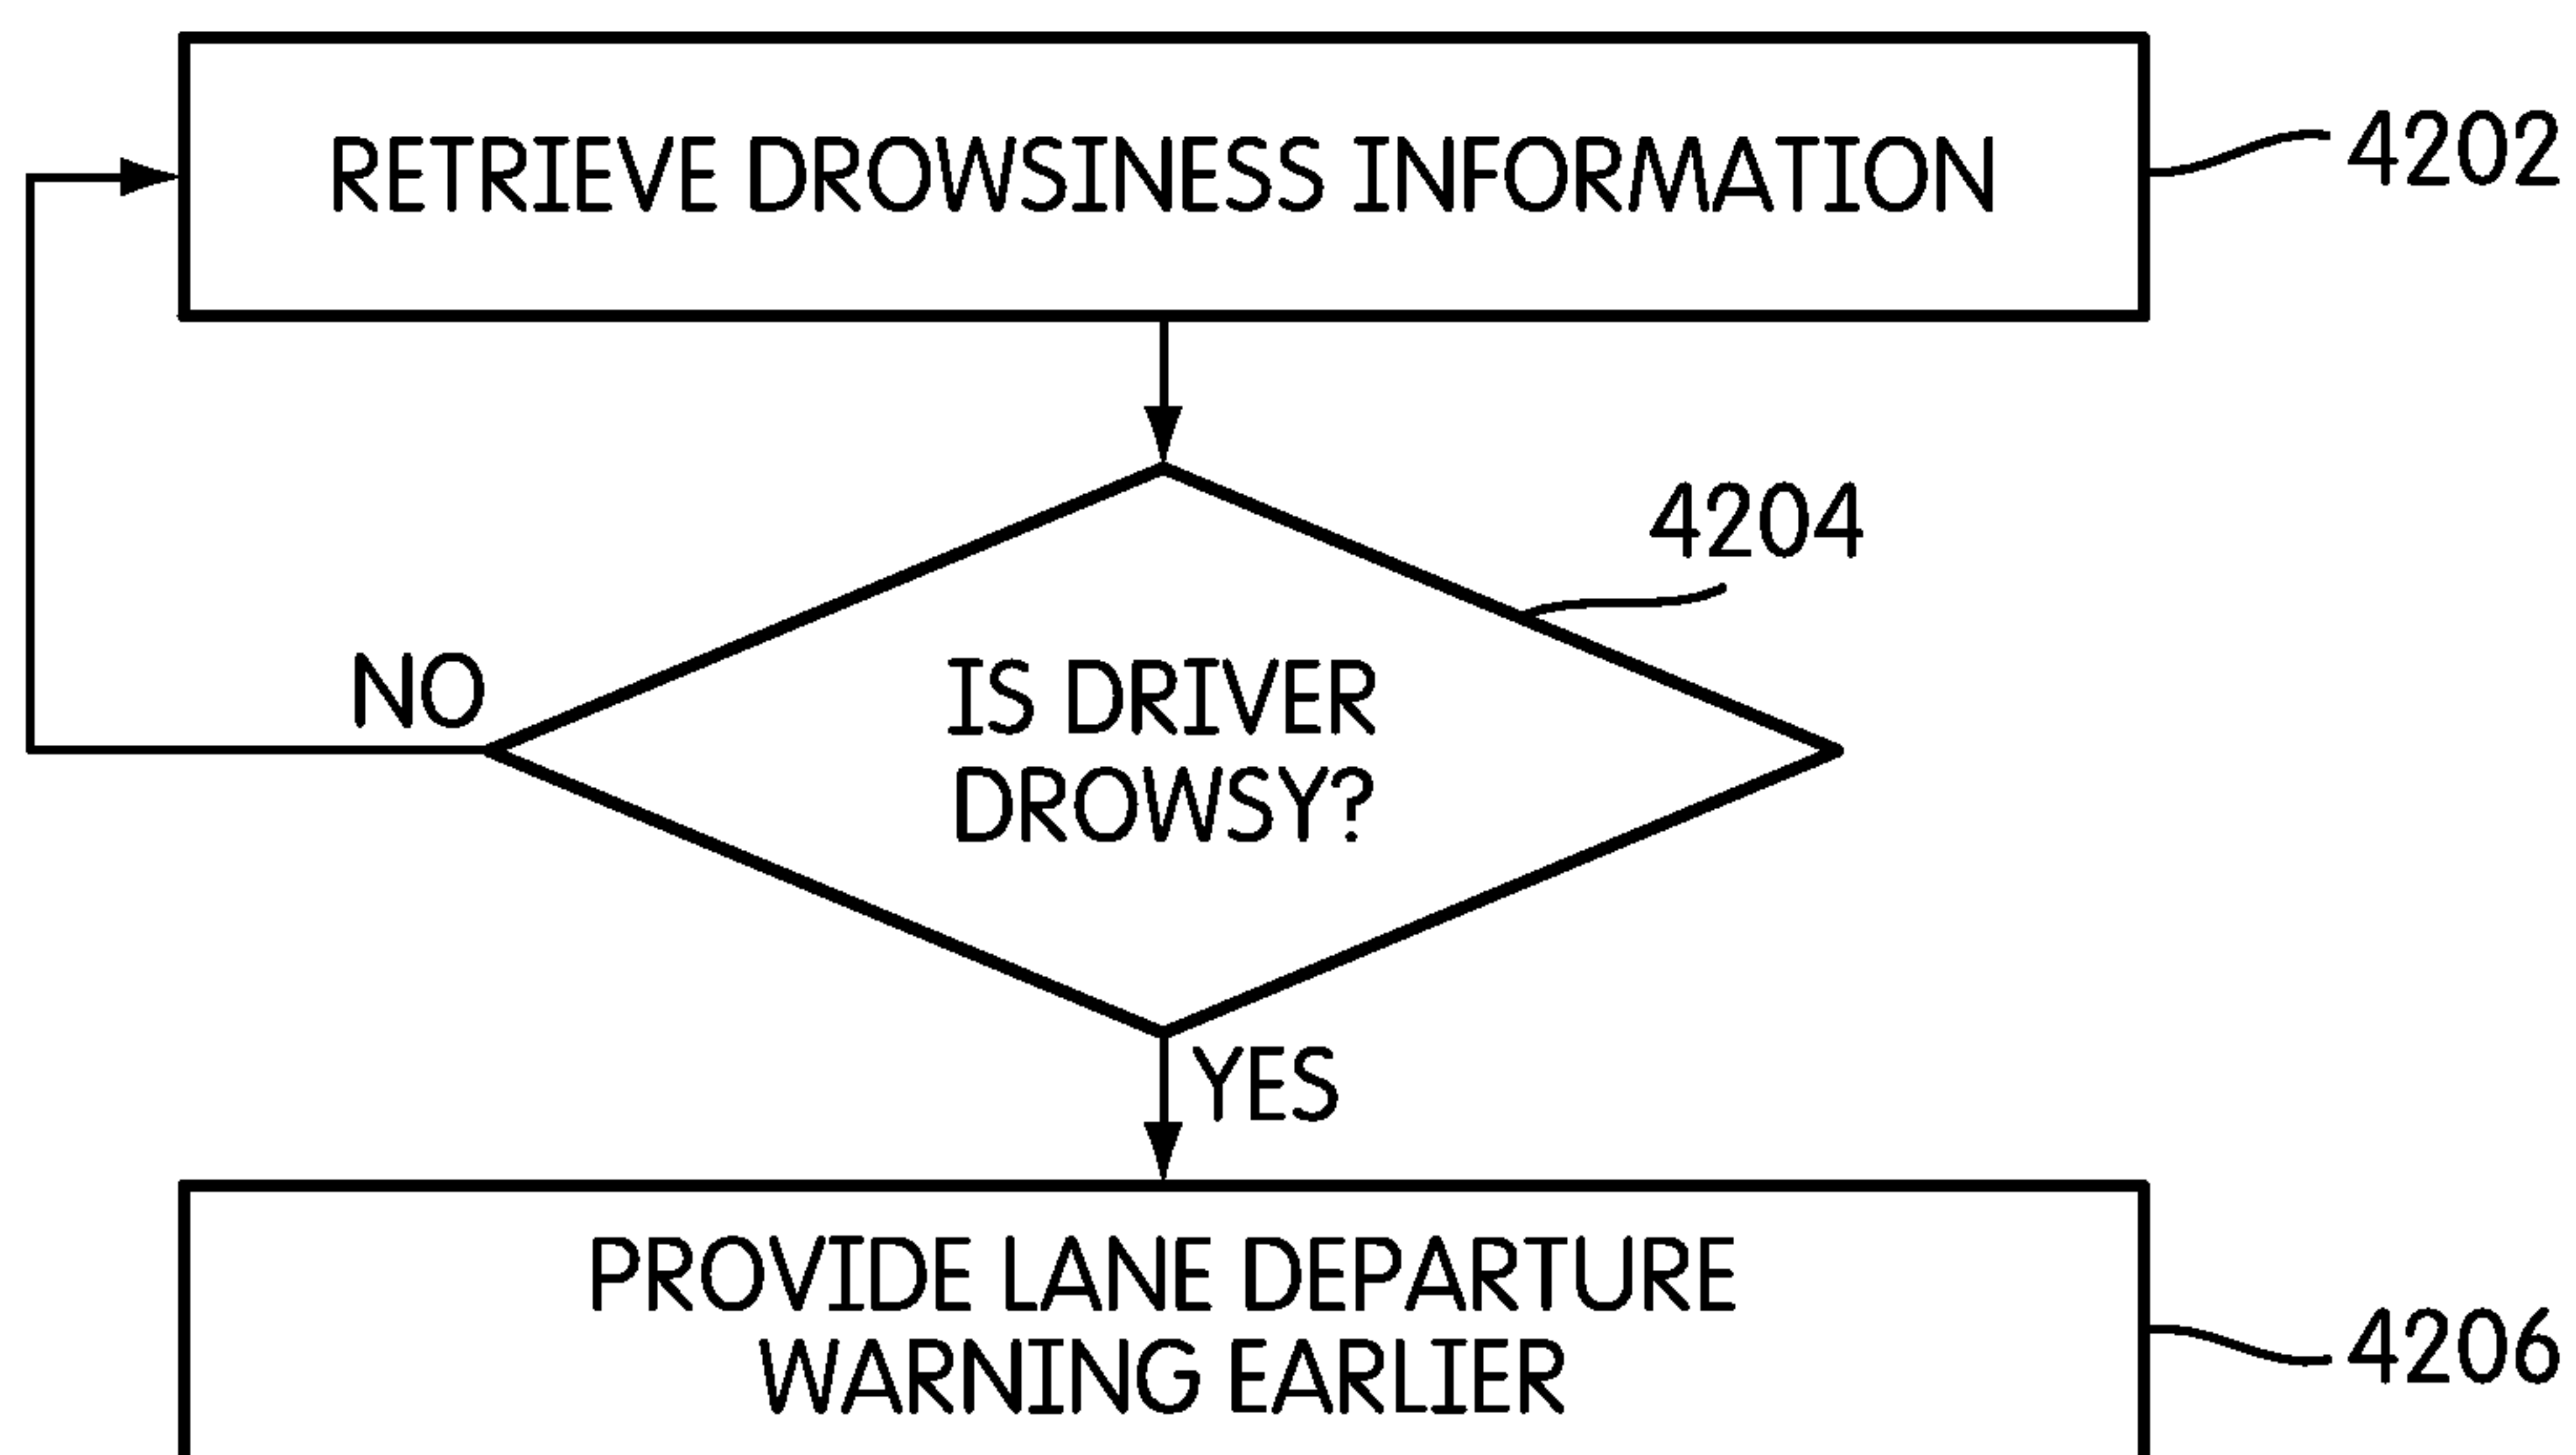 RETRIEVE DROWSINESS INFORMATION
4202
4204
NO
IS DRIVER
DROWSY?
YES
PROVIDE LANE DEPARTURE
WARNING EARLIER
4206